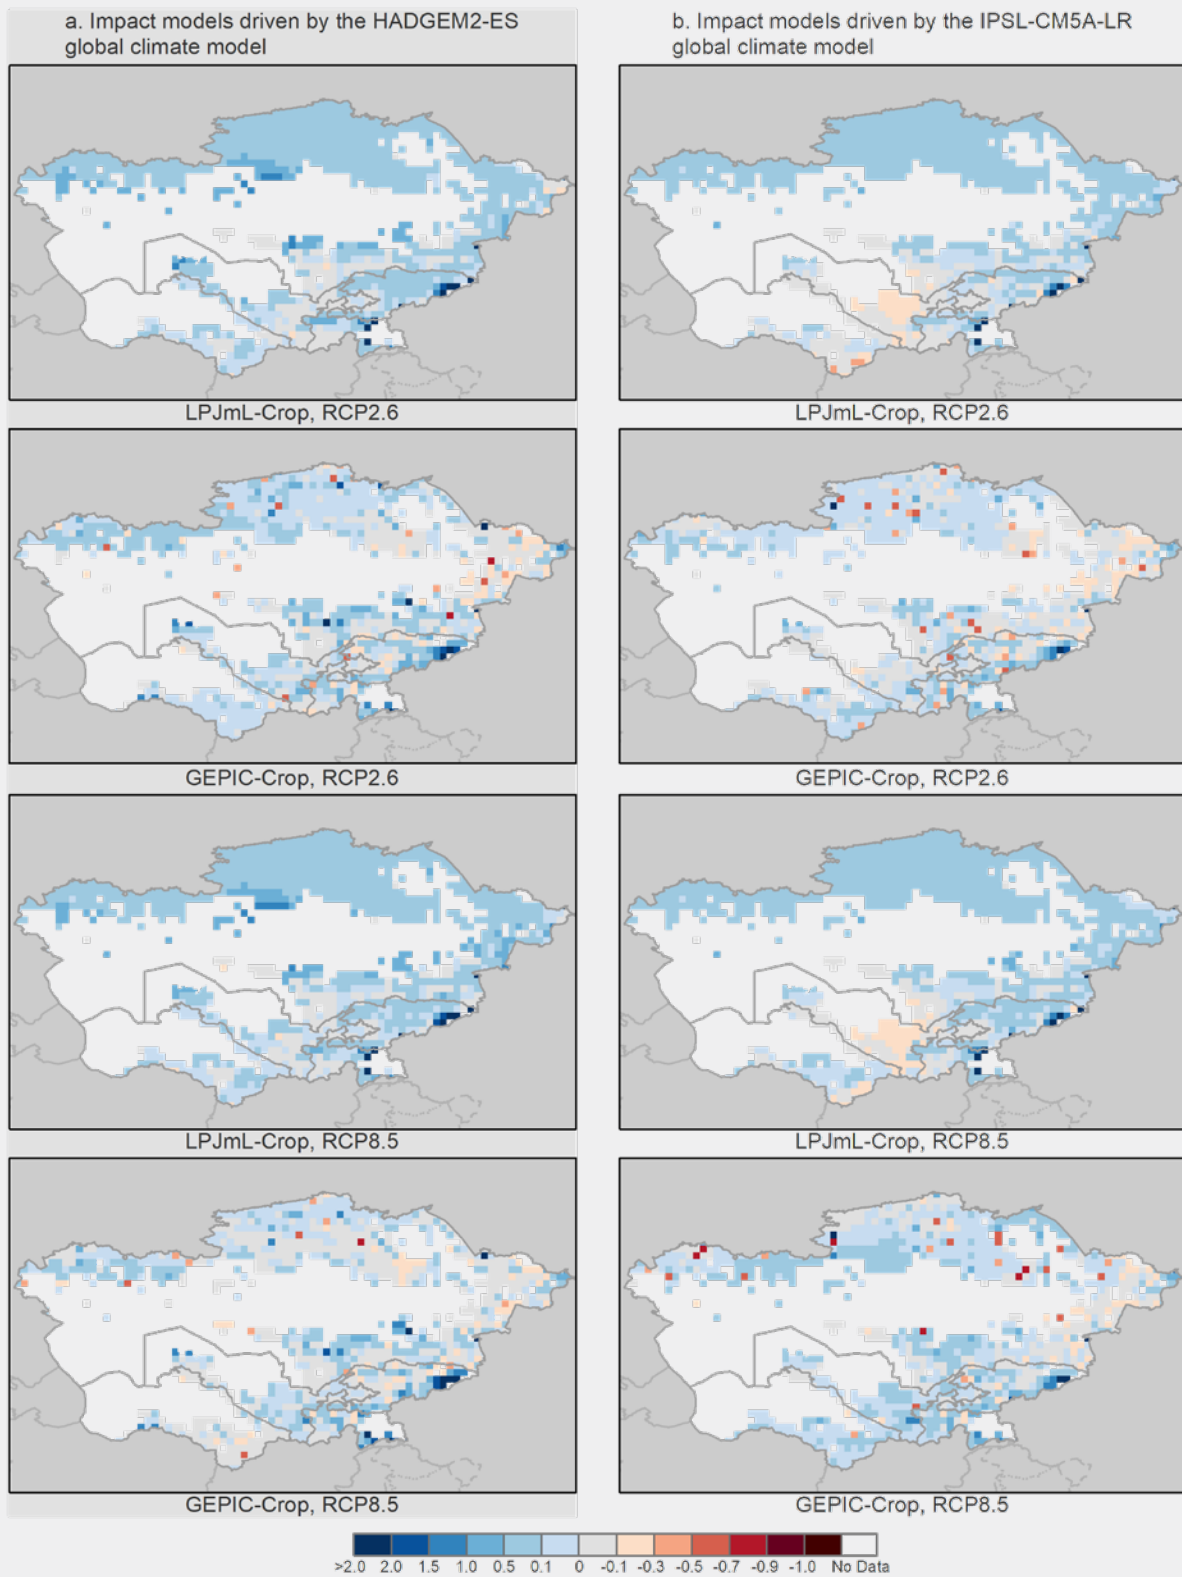 a. Impact models driven by the HADGEM2-ES
global climate model
b. Impact models driven by the IPSL-CM5A-LR
global climate model
LPJmL-Crop, RCP2.6
LPJmL-Crop, RCP2.6
GEPIC-Crop, RCP2.6
GEPIC-Crop, RCP2.6
LPJmL-Crop, RCP8.5
LPJmL-Crop, RCP8.5
GEPIC-Crop, RCP8.5
GEPIC-Crop, RCP8.5
>2.0 2.0 1.5 1.0 0.5 0.1 0 -0.1 -0.3 -0.5 -0.7 -0.9 -1.0 No Data